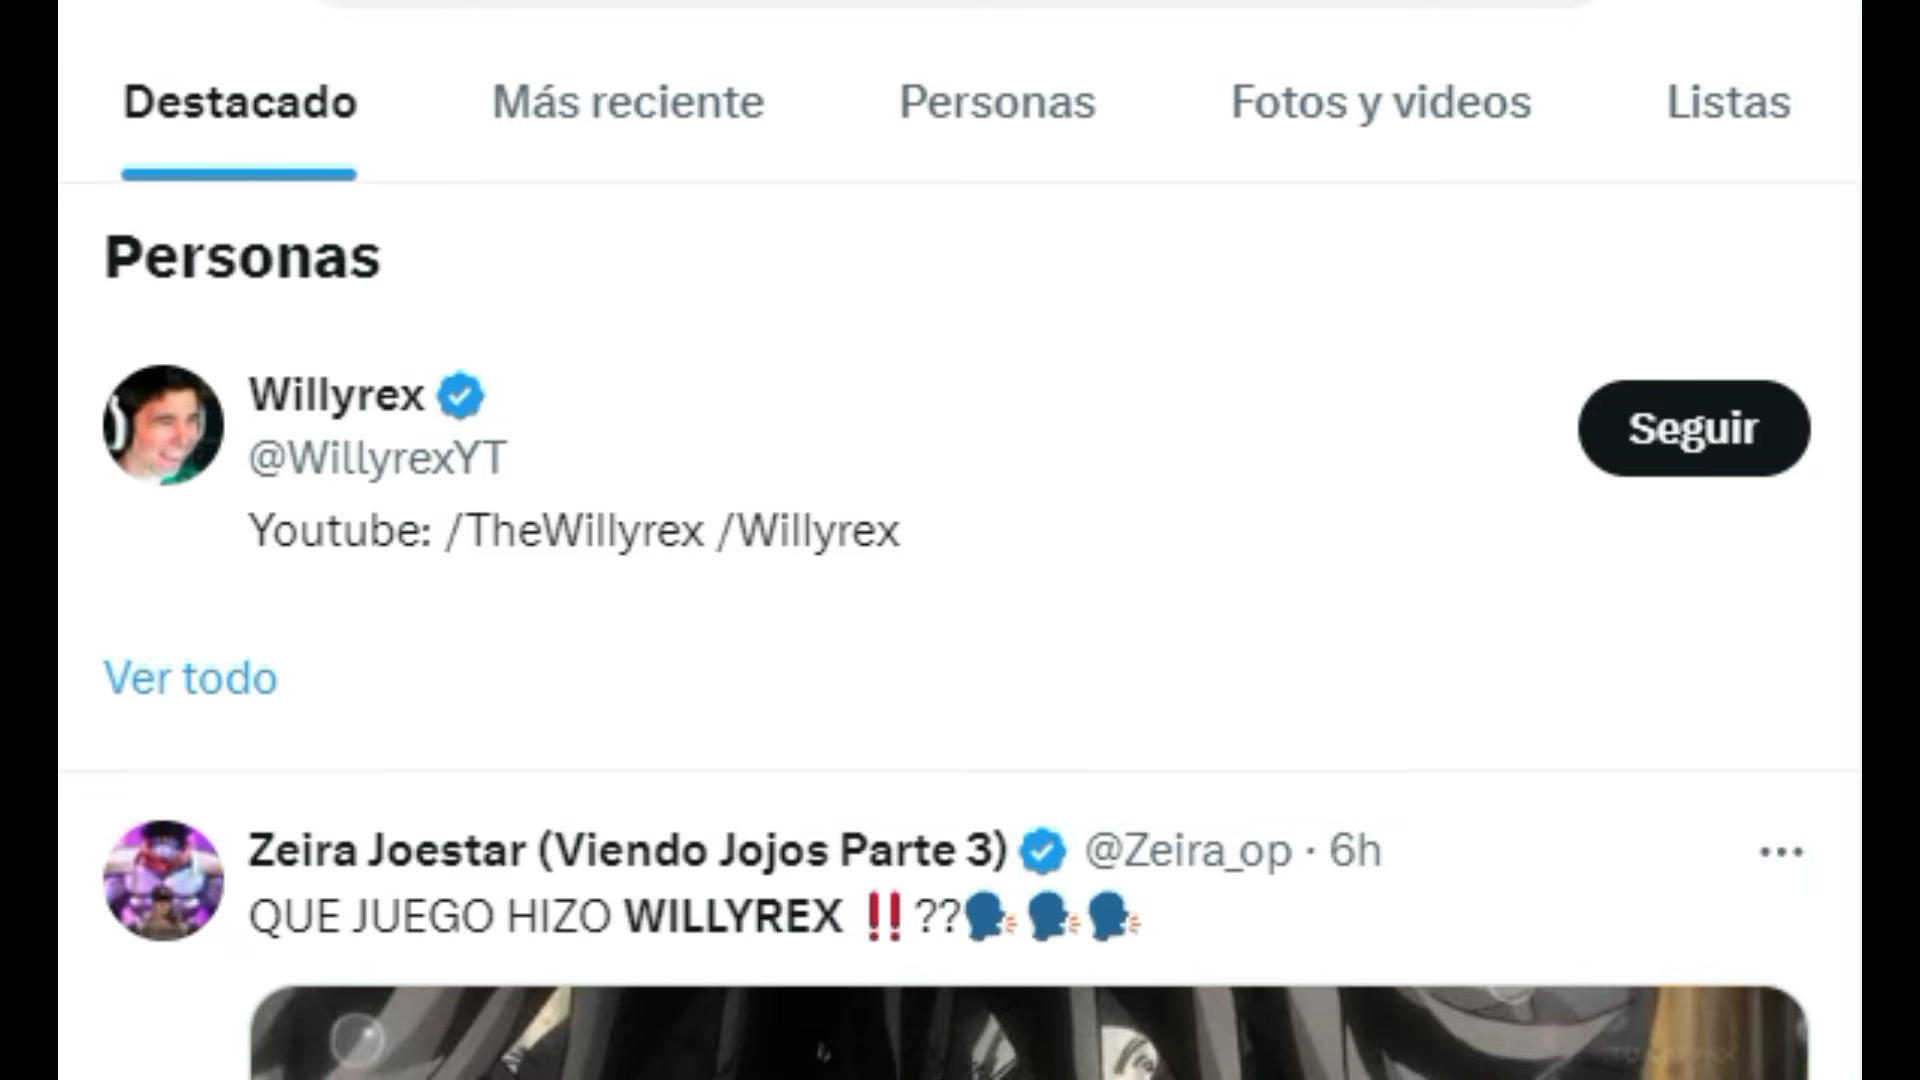 Destacado Más reciente Personas Fotos y videos Listas
Personas
Willyrex
@WillyrexYT
Seguir
Youtube: /TheWillyrex /Willyrex
Ver todo
Zeira Joestar (Viendo Jojos Parte 3) @Zeira_op · 6h
QUE JUEGO HIZO WILLYREX ‼️??🗣️🗣️🗣️